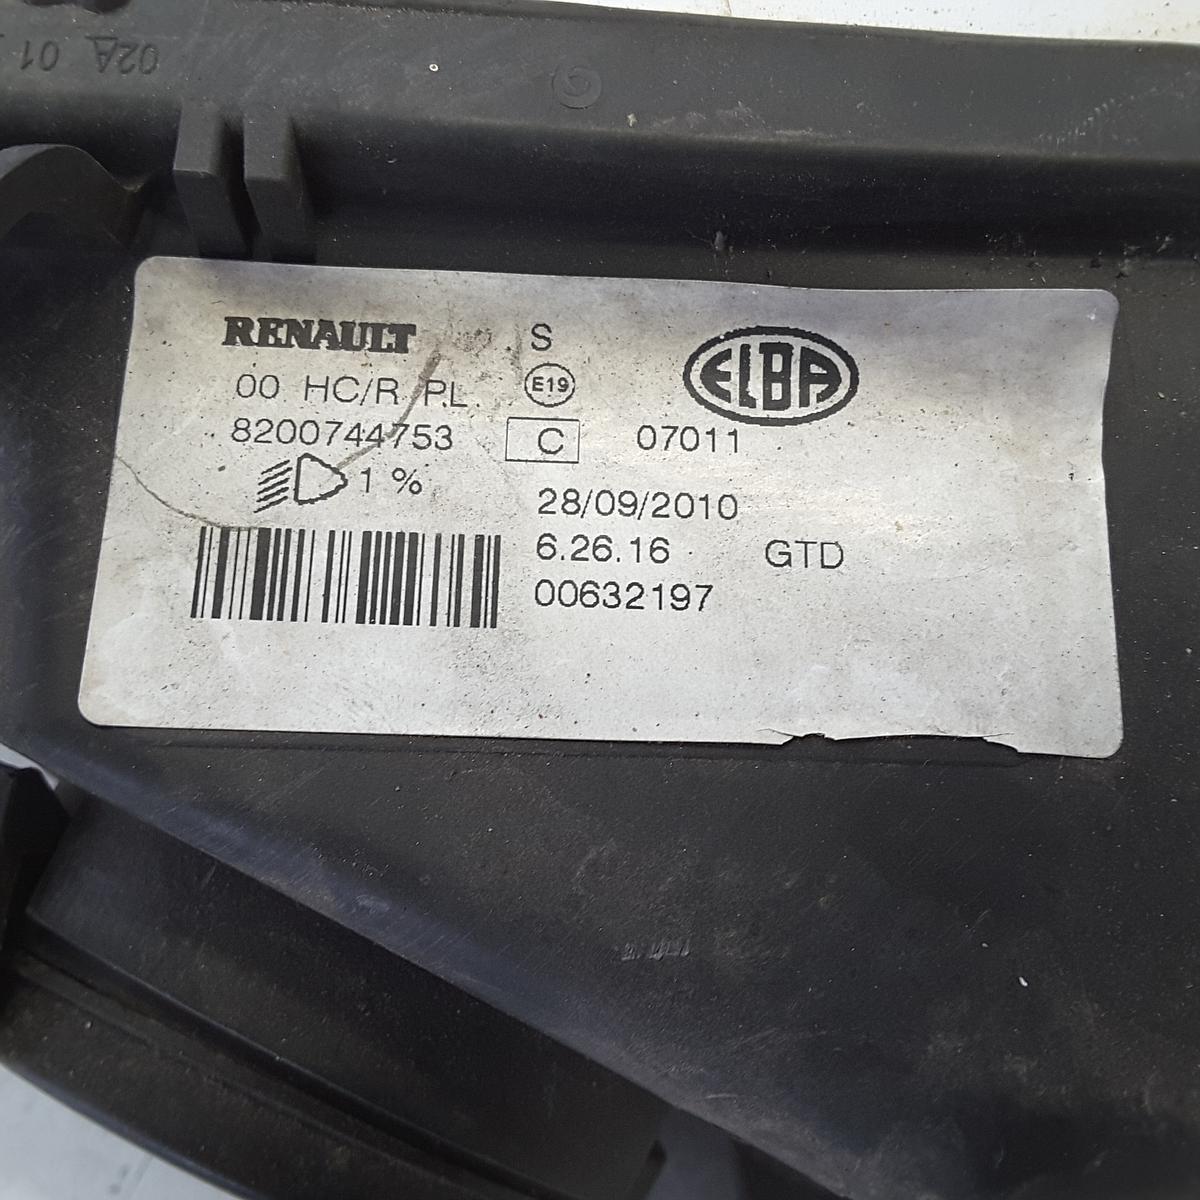 02A 01
RENAULT S ELBA
00 HC/R PL E19
8200744753 C 07011
1 %
28/09/2010
6.26.16 GTD
00632197